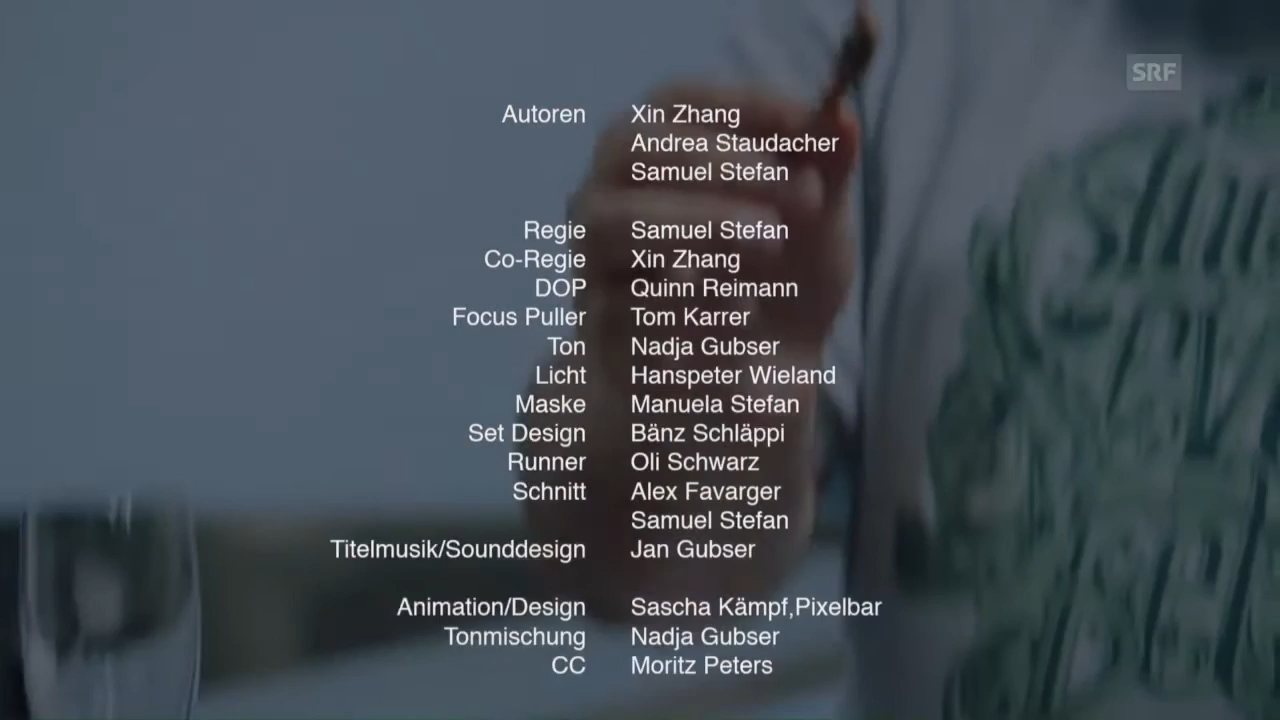 SRF
Autoren Xin Zhang
Andrea Staudacher
Samuel Stefan
Regie Samuel Stefan
Co-Regie Xin Zhang
DOP Quinn Reimann
Focus Puller Tom Karrer
Ton Nadja Gubser
Licht Hanspeter Wieland
Maske Manuela Stefan
Set Design Bänz Schläppi
Runner Oli Schwarz
Schnitt Alex Favarger
Samuel Stefan
Titelmusik/Sounddesign Jan Gubser
Animation/Design Sascha Kämpf,Pixelbar
Tonmischung Nadja Gubser
CC Moritz Peters